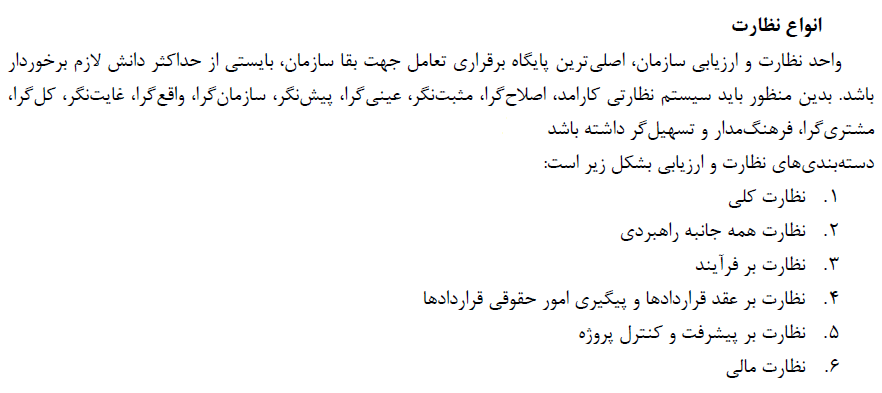 انواع نظارت
واحد نظارت و ارزیابی سازمان، اصلی‌ترین پایگاه برقراری تعامل جهت بقا سازمان، بایستی از حداکثر دانش لازم برخوردار
باشد. بدین منظور باید سیستم نظارتی کارامد، اصلاح‌گرا، مثبت‌نگر، عینی‌گرا، پیش‌نگر، سازمان‌گرا، واقع‌گرا، غایت‌نگر، کل‌گرا،
مشتری‌گرا، فرهنگ‌مدار و تسهیل‌گر داشته باشد
دسته‌بندی‌های نظارت و ارزیابی بشکل زیر است:
۱. نظارت کلی
۲. نظارت همه جانبه راهبردی
۳. نظارت بر فرآیند
۴. نظارت بر عقد قراردادها و پیگیری امور حقوقی قراردادها
۵. نظارت بر پیشرفت و کنترل پروژه
۶. نظارت مالی